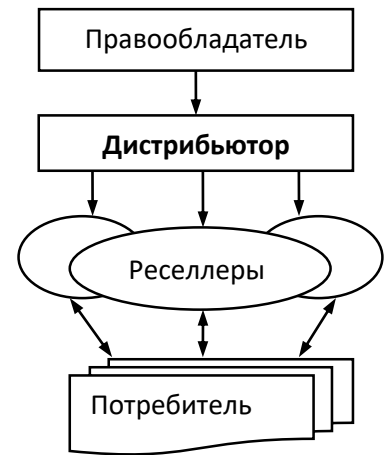 Правообладатель
Дистрибьютор
Реселлеры
Потребитель